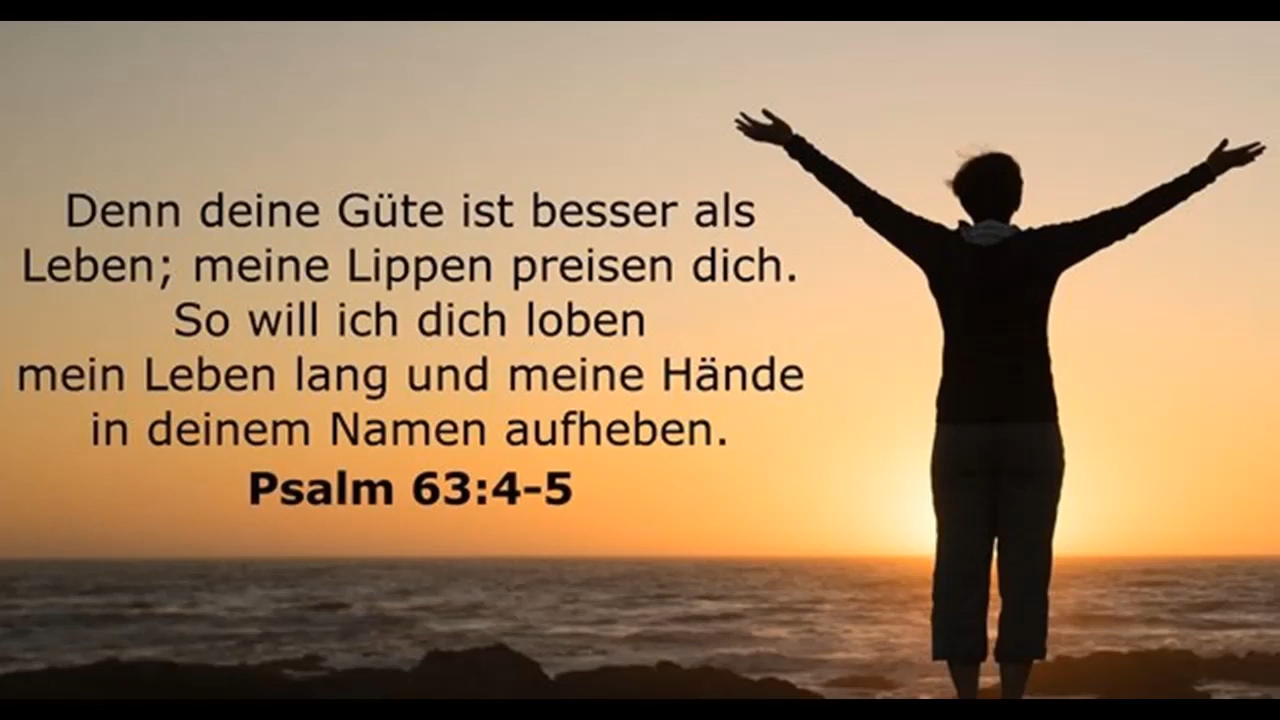 Denn deine Güte ist besser als
Leben; meine Lippen preisen dich.
So will ich dich loben
mein Leben lang und meine Hände
in deinem Namen aufheben.
Psalm 63:4-5